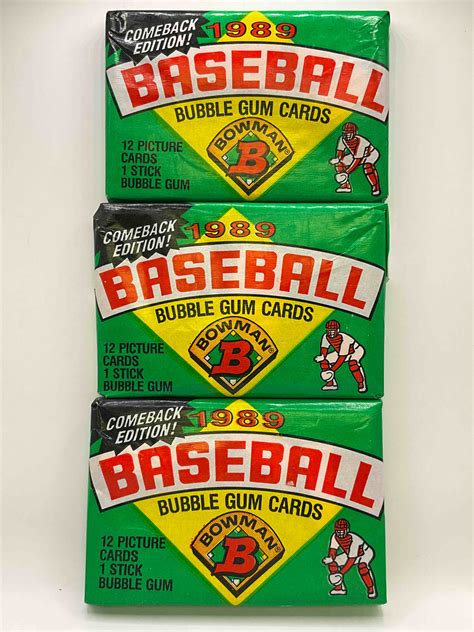 COMEBACK
EDITION!
1989
BASEBALL
BUBBLE GUM CARDS
BOWMAN
B
12 PICTURE
CARDS
1 STICK
BUBBLE GUM
COMEBACK
EDITION!
1989
BASEBALL
BUBBLE GUM CARDS
BOWMAN
B
12 PICTURE
CARDS
1 STICK
BUBBLE GUM
COMEBACK
EDITION!
1989
BASEBALL
BUBBLE GUM CARDS
BOWMAN
B
12 PICTURE
CARDS
1 STICK
BUBBLE GUM